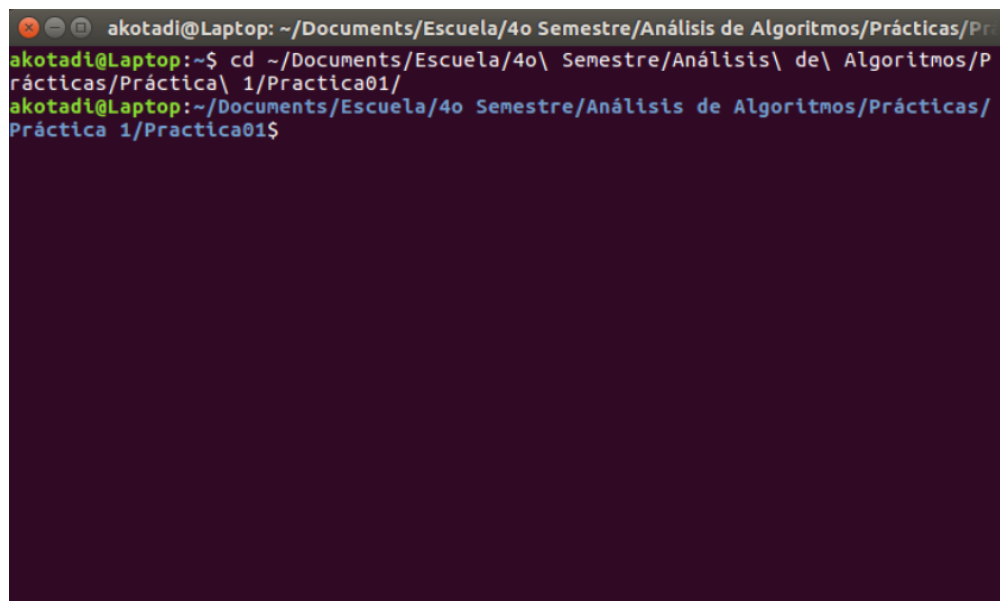 akotadi@Laptop: ~/Documents/Escuela/4o Semestre/Análisis de Algoritmos/Prácticas/Pr
akotadi@Laptop:~$ cd ~/Documents/Escuela/4o\ Semestre/Análisis\ de\ Algoritmos/P
rácticas/Práctica\ 1/Practica01/
akotadi@Laptop:~/Documents/Escuela/4o Semestre/Análisis de Algoritmos/Prácticas/
Práctica 1/Practica01$